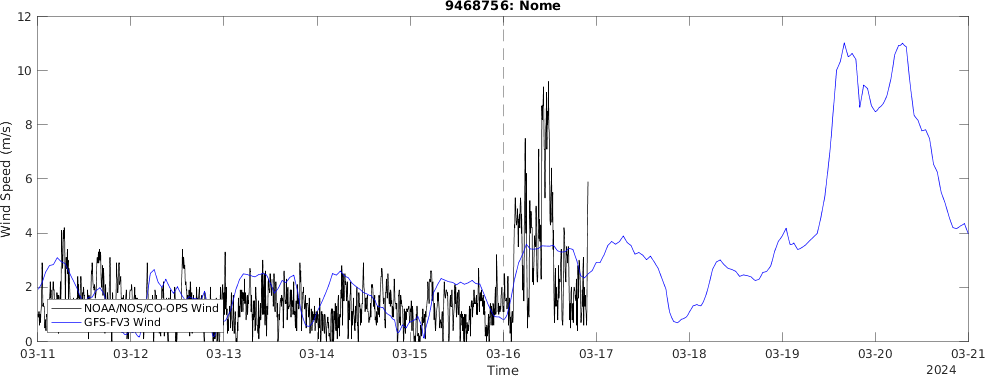 9468756: Nome
12
10
8
6
4
2
0
Wind Speed (m/s)
NOAA/NOS/CO-OPS Wind
GFS-FV3 Wind
03-11 03-12 03-13 03-14 03-15 03-16 03-17 03-18 03-19 03-20 03-21
Time
2024